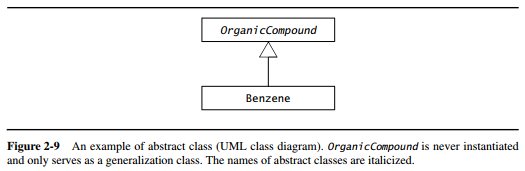 OrganicCompound
Benzene
Figure 2-9 An example of abstract class (UML class diagram). OrganicCompound is never instantiated
and only serves as a generalization class. The names of abstract classes are italicized.